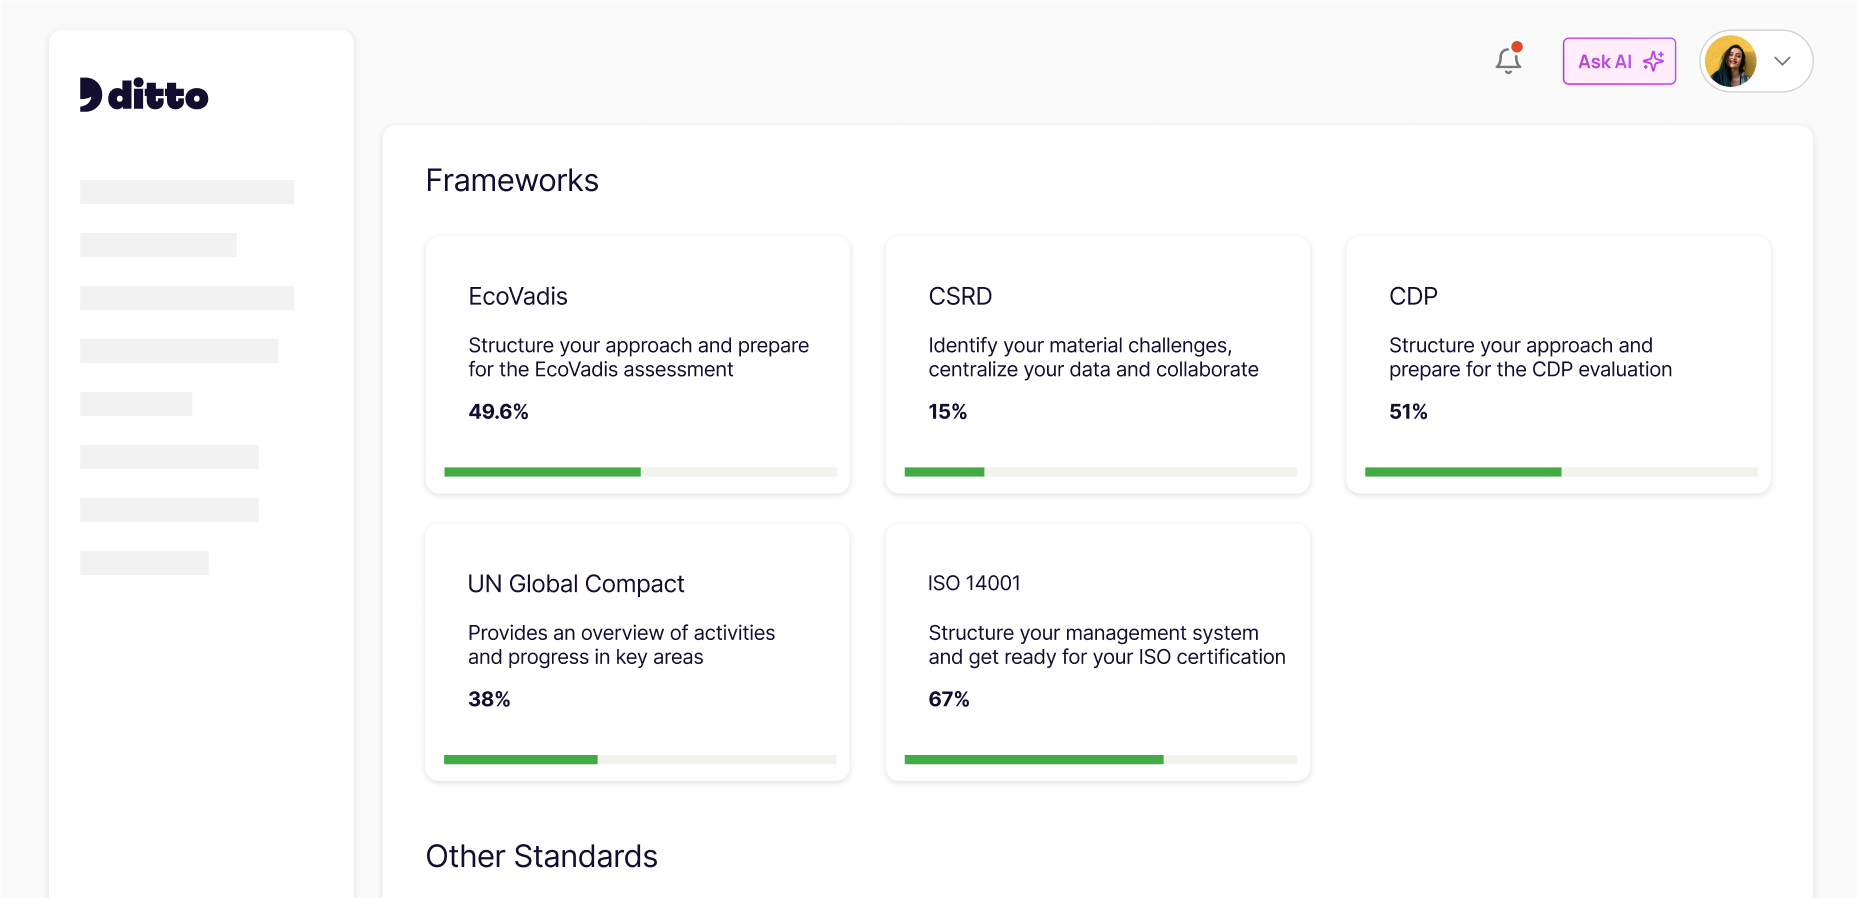 ditto
Ask AI
Frameworks
EcoVadis
Structure your approach and prepare
for the EcoVadis assessment
49.6%
CSRD
Identify your material challenges,
centralize your data and collaborate
15%
CDP
Structure your approach and
prepare for the CDP evaluation
51%
UN Global Compact
Provides an overview of activities
and progress in key areas
38%
ISO 14001
Structure your management system
and get ready for your ISO certification
67%
Other Standards